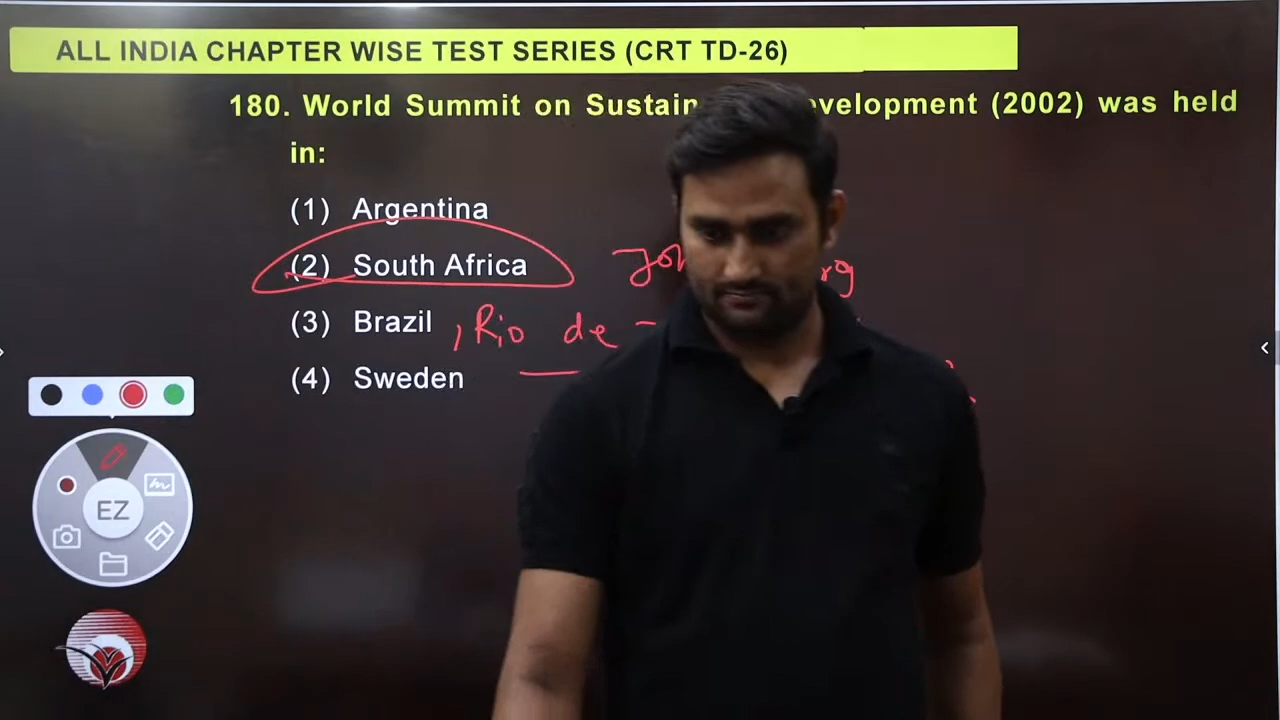 ALL INDIA CHAPTER WISE TEST SERIES (CRT TD-26)
180. World Summit on Sustain evelopment (2002) was held
in:
(1) Argentina
(2) South Africa
(3) Brazil , Rio de
(4) Sweden
EZ